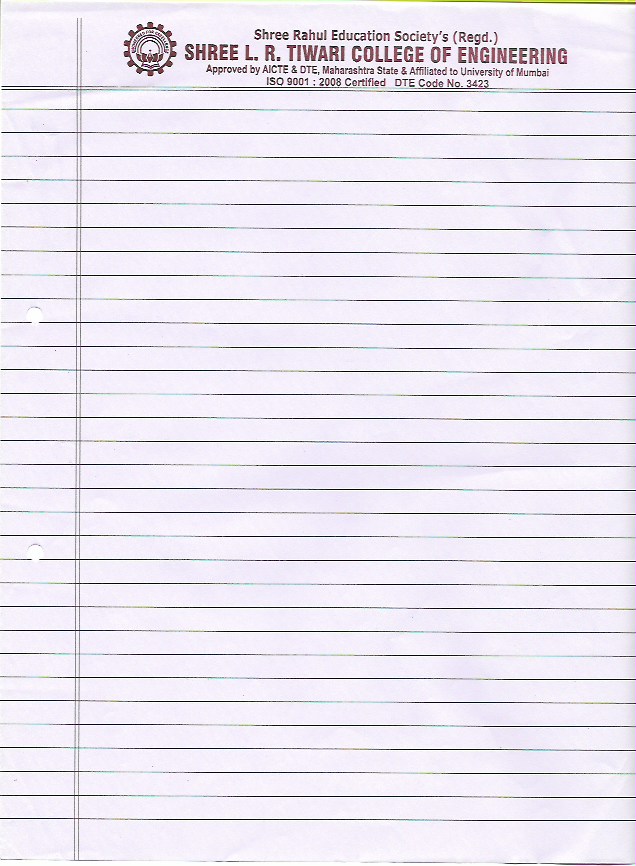 Shree Rahul Education Society's (Regd.)
SHREE L. R. TIWARI COLLEGE OF ENGINEERING
Approved by AICTE & DTE, Maharashtra State & Affiliated to University of Mumbai
ISO 9001 : 2008 Certified DTE Code No. 3423